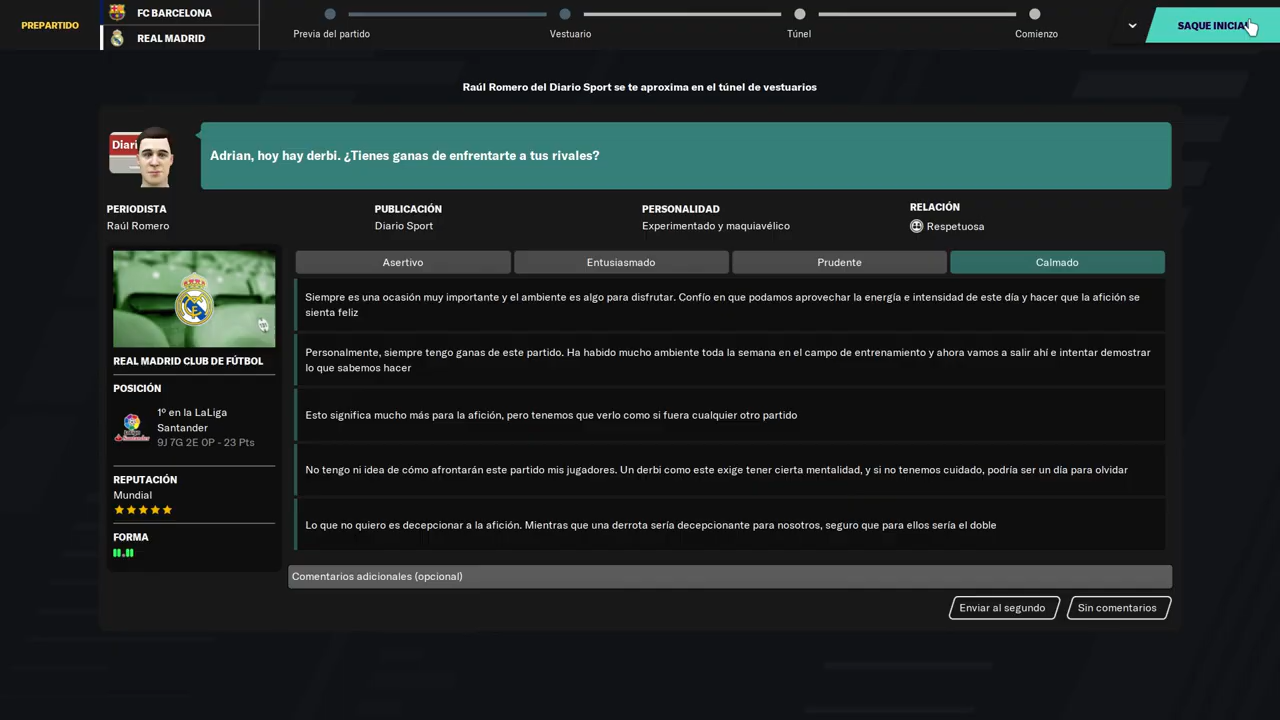 PREPARTIDO
FC BARCELONA
REAL MADRID
Previa del partido
Vestuario
Túnel
Comienzo
SAQUE INICIA
Raúl Romero del Diario Sport se te aproxima en el túnel de vestuarios
Diari
Adrian, hoy hay derbi. ¿Tienes ganas de enfrentarte a tus rivales?
PERIODISTA
Raúl Romero
PUBLICACIÓN
Diario Sport
PERSONALIDAD
Experimentado y maquiavélico
RELACIÓN
Respetuosa
REAL MADRID CLUB DE FÚTBOL
POSICIÓN
1º en la LaLiga
Santander
9J 7G 2E 0P - 23 Pts
REPUTACIÓN
Mundial
FORMA
Asertivo
Entusiasmado
Prudente
Calmado
Siempre es una ocasión muy importante y el ambiente es algo para disfrutar. Confío en que podamos aprovechar la energía e intensidad de este día y hacer que la afición se
sienta feliz
Personalmente, siempre tengo ganas de este partido. Ha habido mucho ambiente toda la semana en el campo de entrenamiento y ahora vamos a salir ahí e intentar demostrar
lo que sabemos hacer
Esto significa mucho más para la afición, pero tenemos que verlo como si fuera cualquier otro partido
No tengo ni idea de cómo afrontarán este partido mis jugadores. Un derbi como este exige tener cierta mentalidad, y si no tenemos cuidado, podría ser un día para olvidar
Lo que no quiero es decepcionar a la afición. Mientras que una derrota sería decepcionante para nosotros, seguro que para ellos sería el doble
Comentarios adicionales (opcional)
Enviar al segundo
Sin comentarios